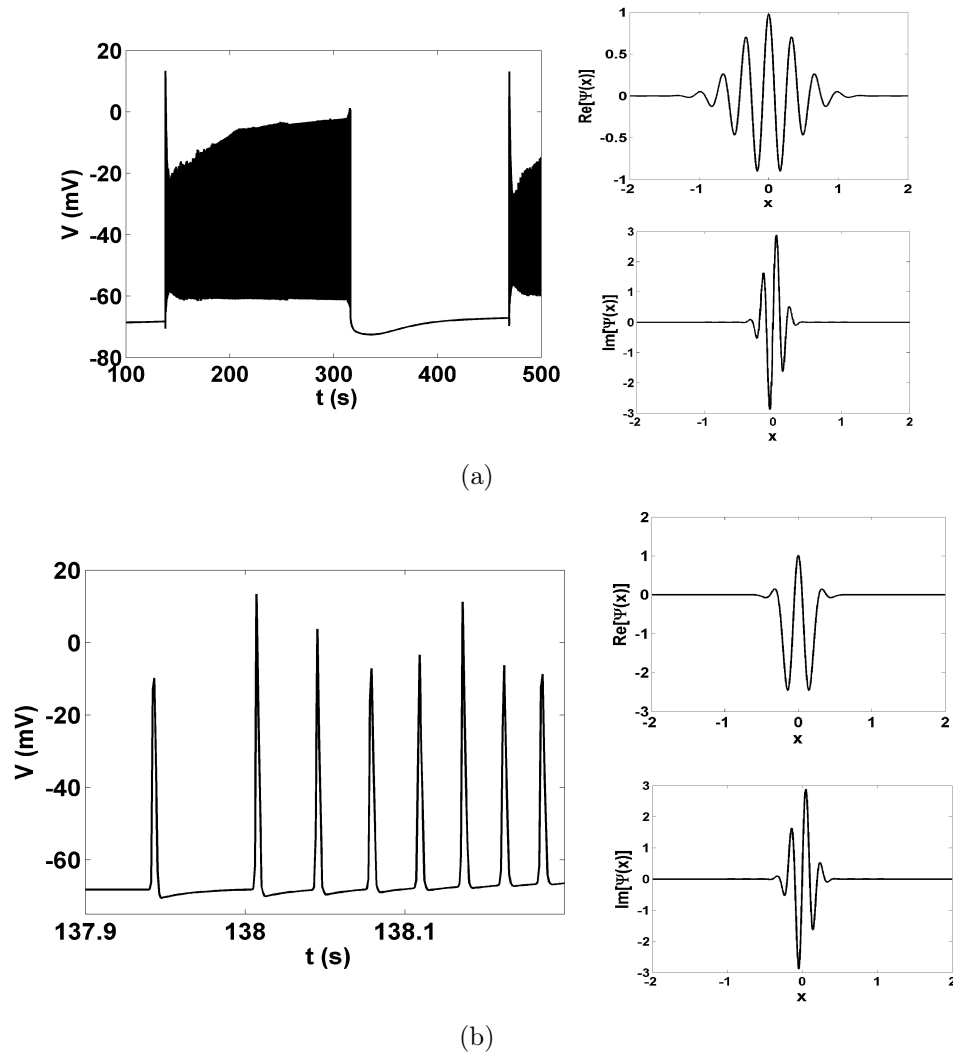 20
0
-20
-40
-60
-80
V (mV)
100 200 300 400 500
t (s)
1
0.5
0
-0.5
-1
Re[Ψ(x)]
-2 -1 0 1 2
x
3
2
1
0
-1
-2
-3
Im[Ψ(x)]
-2 -1 0 1 2
x
(a)
20
0
-20
-40
-60
V (mV)
137.9 138 138.1
t (s)
2
1
0
-1
-2
-3
Re[Ψ(x)]
-2 -1 0 1 2
x
3
2
1
0
-1
-2
-3
Im[Ψ(x)]
-2 -1 0 1 2
x
(b)